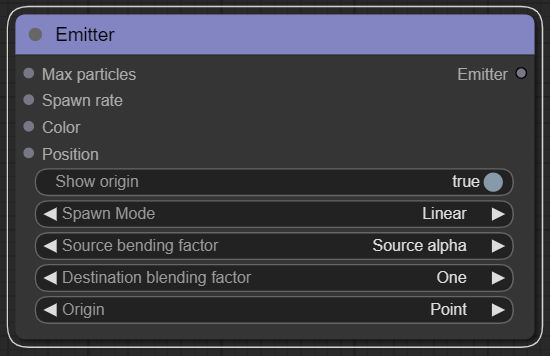 Emitter
Max particles Emitter
Spawn rate
Color
Position
Show origin true
Spawn Mode Linear
Source bending factor Source alpha
Destination blending factor One
Origin Point